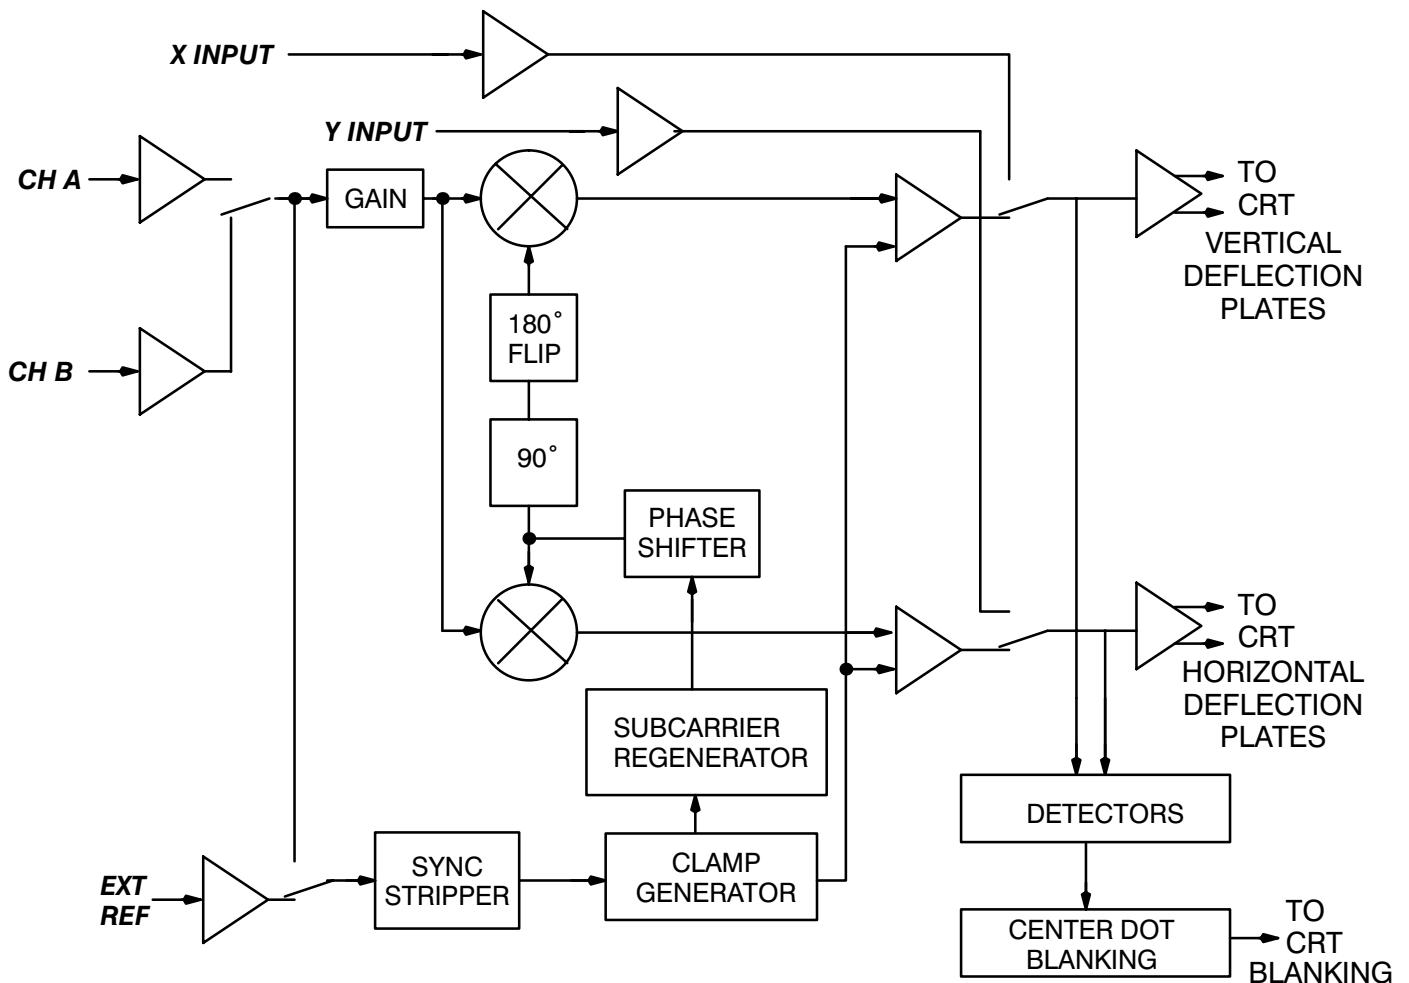 X INPUT
Y INPUT
CH A
GAIN
TO
CRT
VERTICAL
DEFLECTION
PLATES
180°
FLIP
CH B
90°
PHASE
SHIFTER
TO
CRT
HORIZONTAL
DEFLECTION
PLATES
SUBCARRIER
REGENERATOR
DETECTORS
EXT
REF
SYNC
STRIPPER
CLAMP
GENERATOR
CENTER DOT
BLANKING
TO
CRT
BLANKING